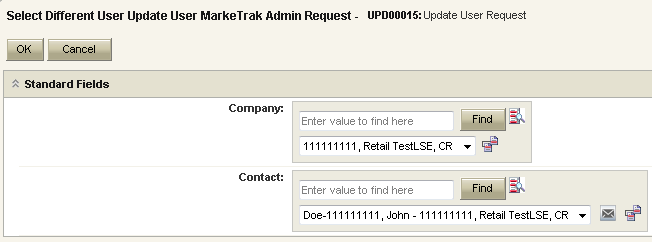 Select Different User Update User MarkeTrak Admin Request - UPD00015: Update User Request
OK Cancel
Standard Fields
Company:
Enter value to find here Find
111111111, Retail TestLSE, CR
Contact:
Enter value to find here Find
Doe-111111111, John - 111111111, Retail TestLSE, CR